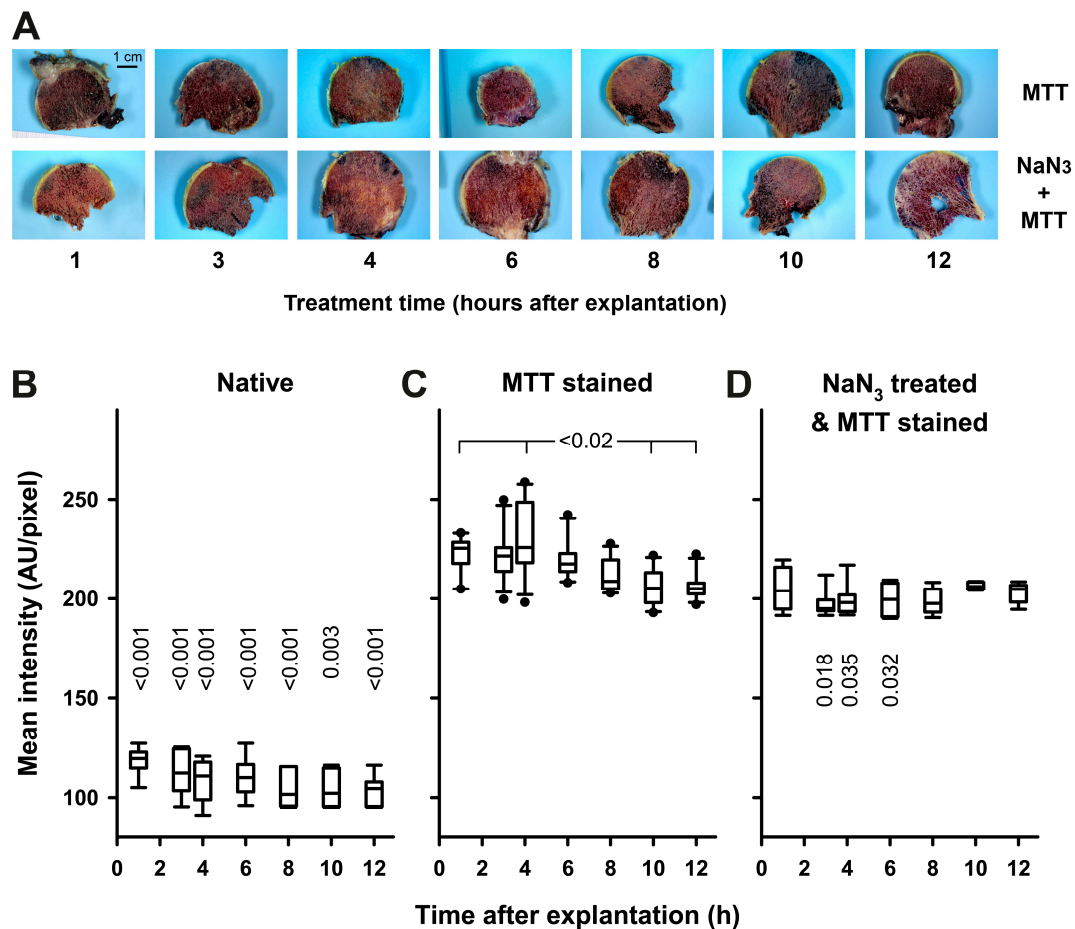 A
1 cm
MTT
NaN3
+
MTT
1 3 4 6 8 10 12
Treatment time (hours after explantation)
B Native
C MTT stained
D NaN3 treated
& MTT stained
Mean intensity (AU/pixel)
250
200
150
100
<0.001 <0.001 <0.001 <0.001 <0.001 0.003 <0.001
<0.02
0.018 0.035 0.032
0 2 4 6 8 10 12
0 2 4 6 8 10 12
0 2 4 6 8 10 12
Time after explantation (h)